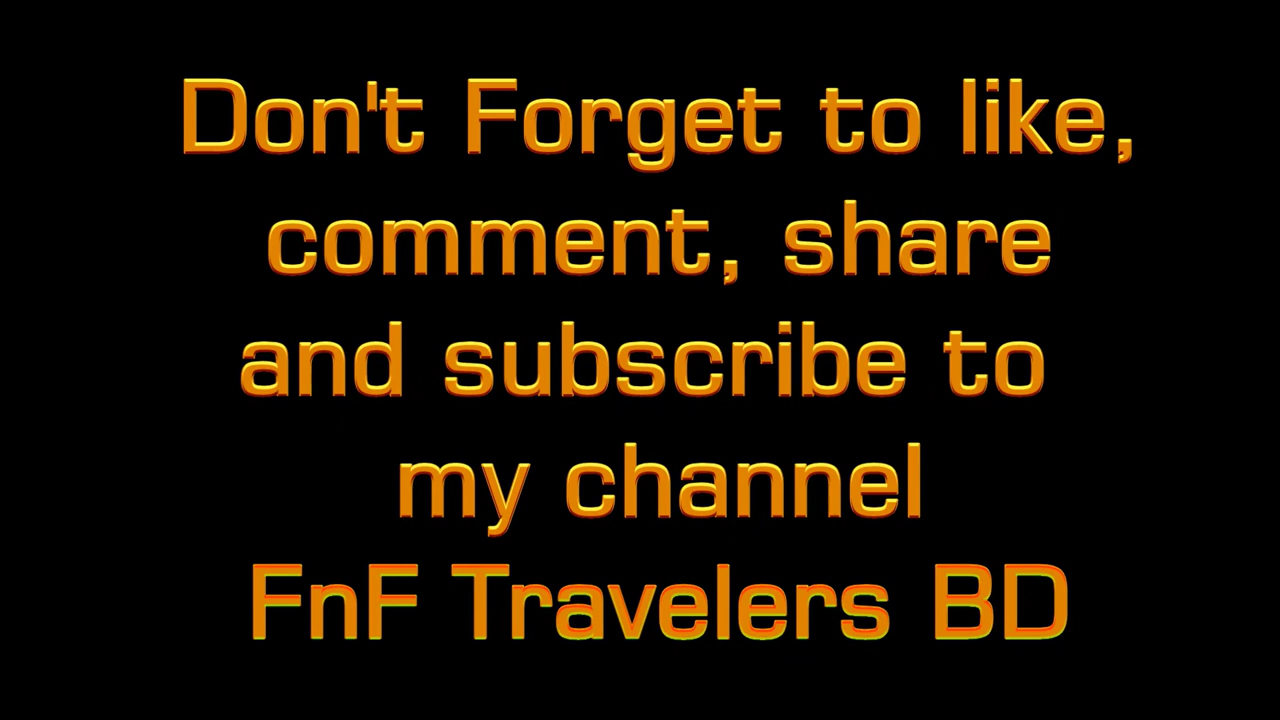 Don't Forget to like,
comment, share
and subscribe to
my channel
FnF Travelers BD